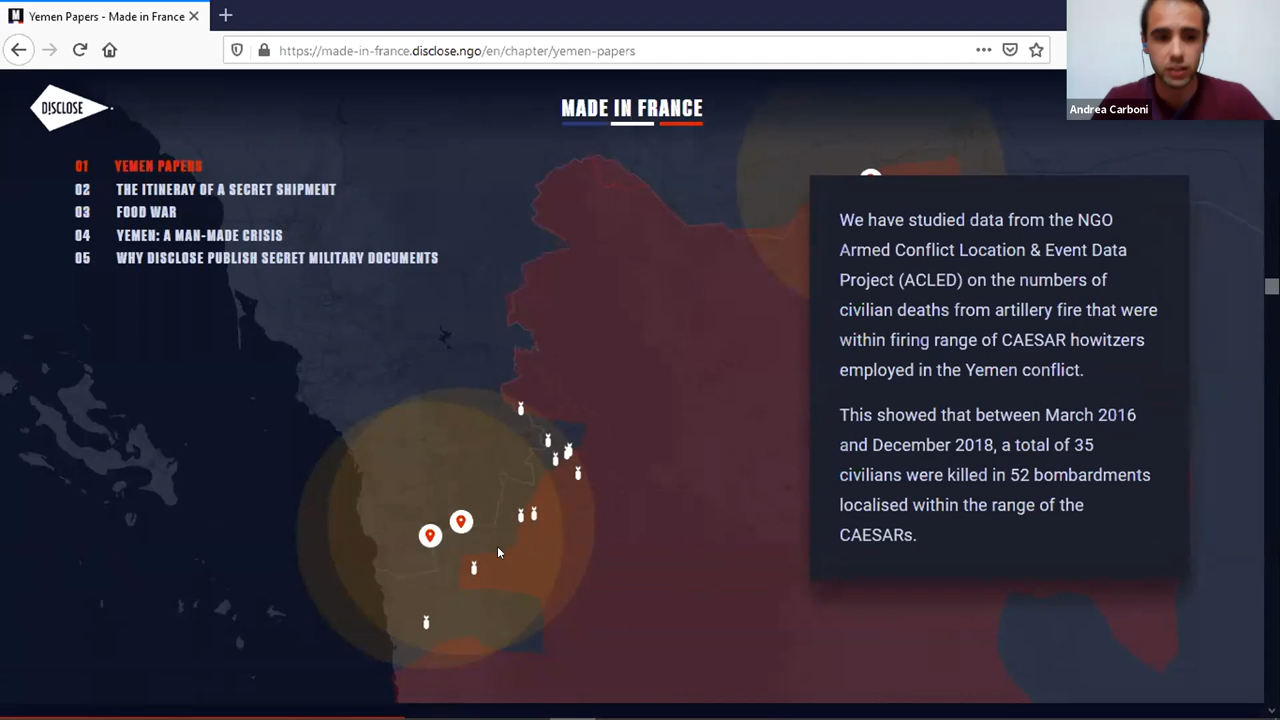 Yemen Papers - Made in France
https://made-in-france.disclose.ngo/en/chapter/yemen-papers
Andrea Carboni
D!SCLOSE
MADE IN FRANCE
01 YEMEN PAPERS
02 THE ITINERAY OF A SECRET SHIPMENT
03 FOOD WAR
04 YEMEN: A MAN-MADE CRISIS
05 WHY DISCLOSE PUBLISH SECRET MILITARY DOCUMENTS
We have studied data from the NGO
Armed Conflict Location & Event Data
Project (ACLED) on the numbers of
civilian deaths from artillery fire that were
within firing range of CAESAR howitzers
employed in the Yemen conflict.
This showed that between March 2016
and December 2018, a total of 35
civilians were killed in 52 bombardments
localised within the range of the
CAESARs.